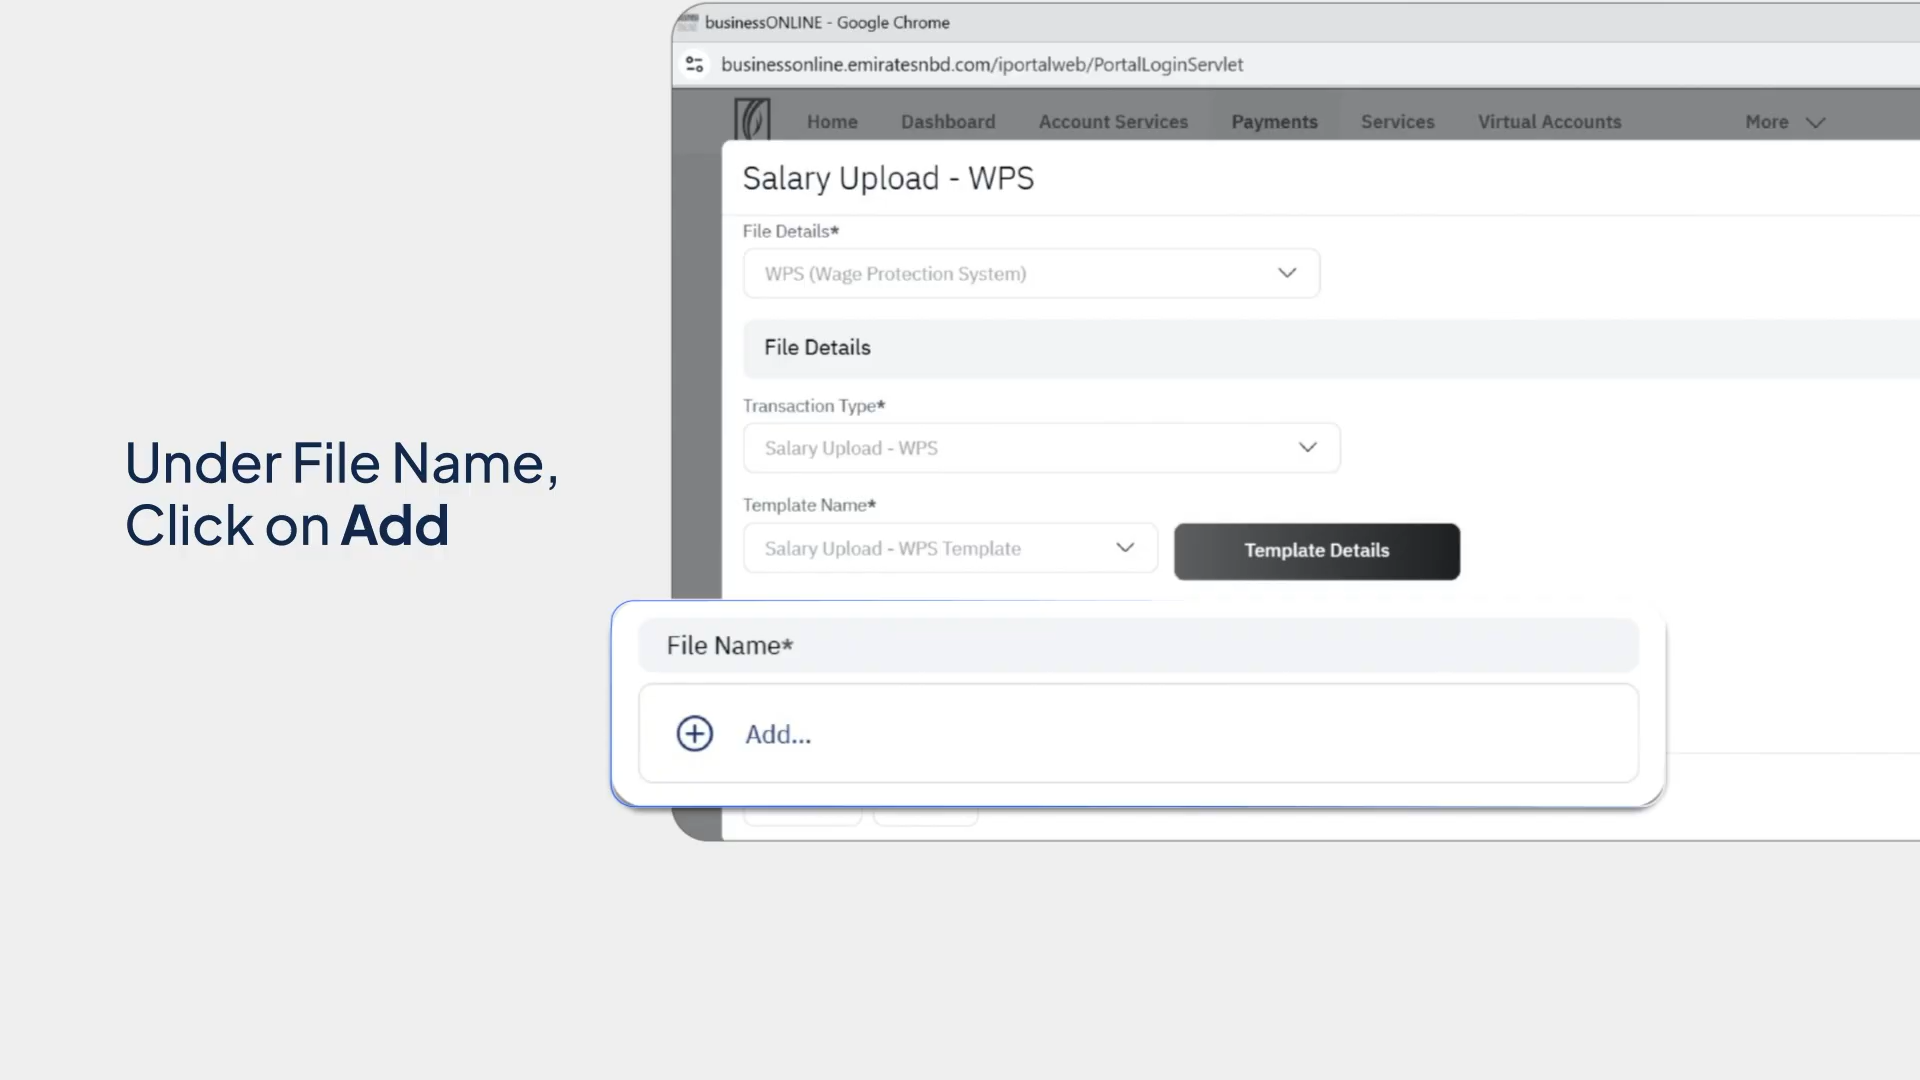 businessONLINE - Google Chrome
businessonline.emiratesnbd.com/iportalweb/PortalLoginServlet
Home Dashboard Account Services Payments Services Virtual Accounts More
Salary Upload - WPS
File Details*
WPS (Wage Protection System)
File Details
Transaction Type*
Salary Upload - WPS
Template Name*
Salary Upload - WPS Template
Template Details
Under File Name,
Click on Add
File Name*
Add...